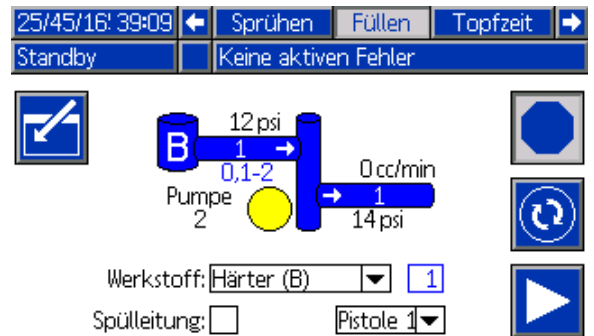 25/45/16 39:09 Sprühen Füllen Topfzeit
Standby Keine aktiven Fehler
12 psi
B 1
0,1-2
0 cc/min
Pumpe
2
1
14 psi
Werkstoff: Härter (B) 1
Spülleitung: Pistole 1